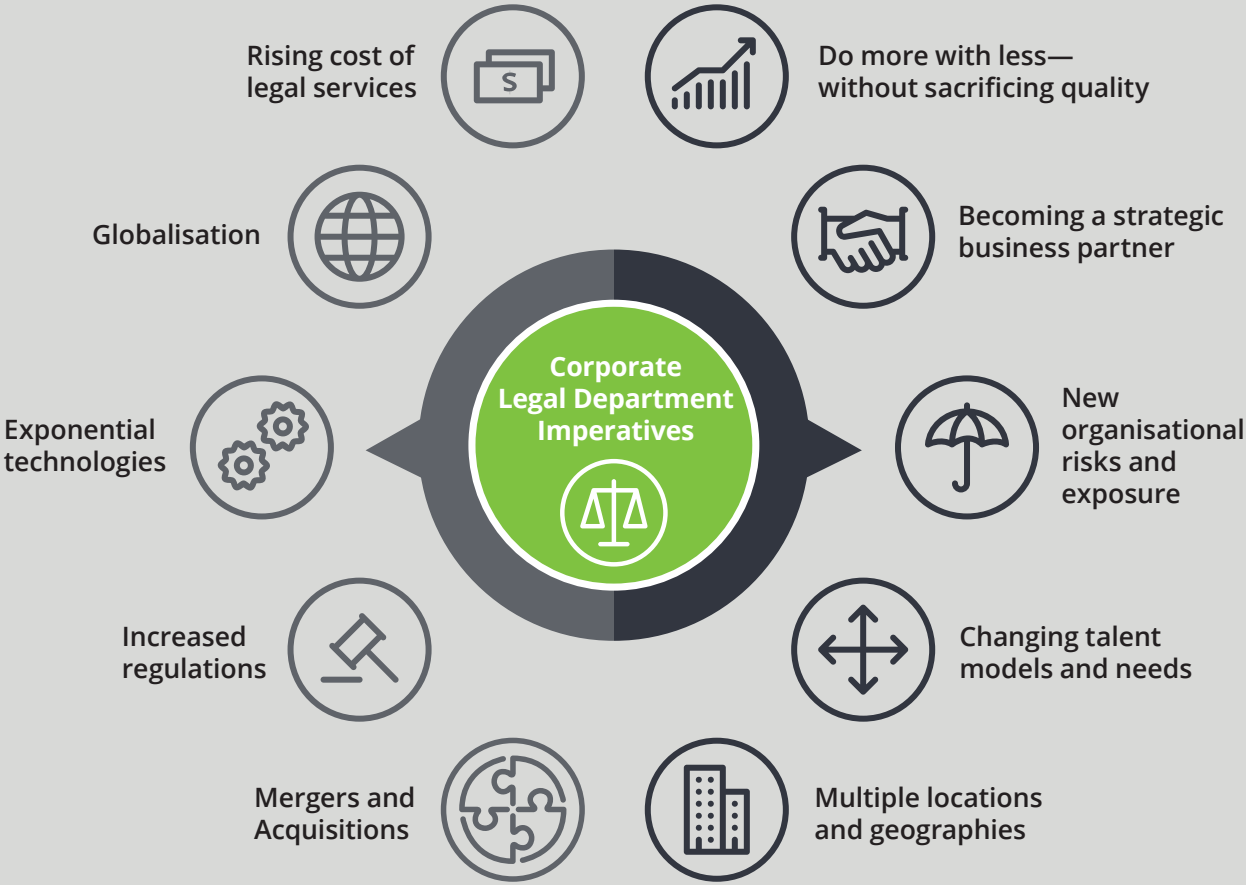 Rising cost of
legal services
$
Do more with less—
without sacrificing quality
Globalisation
Becoming a strategic
business partner
Corporate
Legal Department
Imperatives
Exponential
technologies
New
organisational
risks and
exposure
Increased
regulations
Changing talent
models and needs
Mergers and
Acquisitions
Multiple locations
and geographies